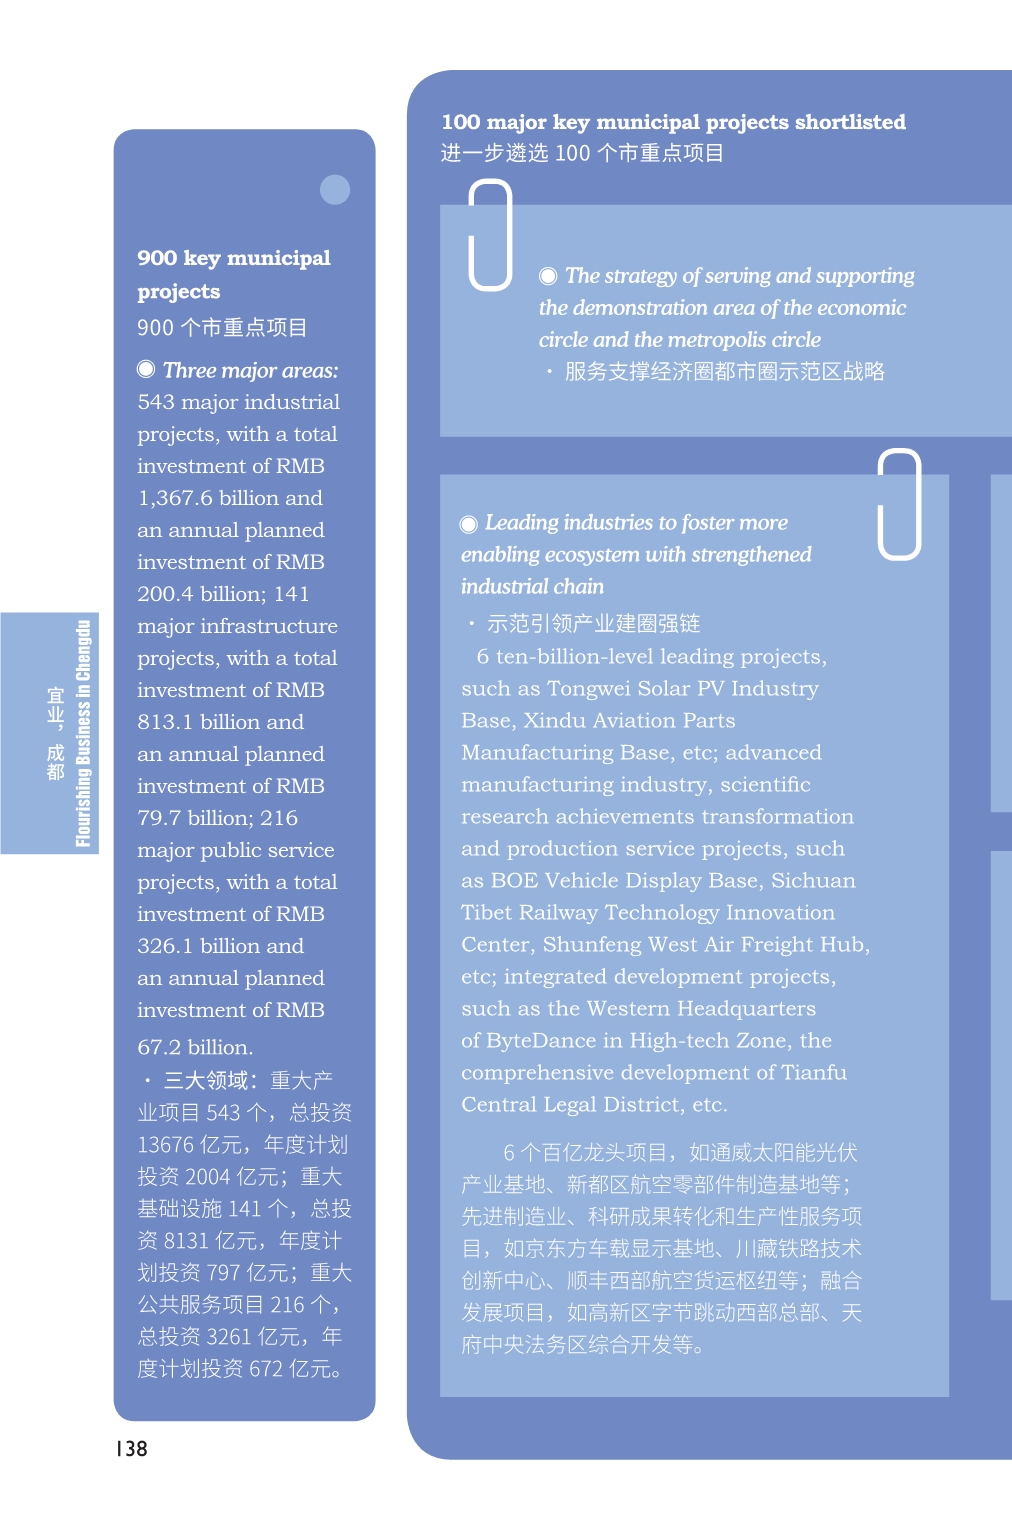 900 key municipal
projects
900 个市重点项目
Three major areas:
543 major industrial
projects, with a total
investment of RMB
1,367.6 billion and
an annual planned
investment of RMB
200.4 billion; 141
major infrastructure
projects, with a total
investment of RMB
813.1 billion and
an annual planned
investment of RMB
79.7 billion; 216
major public service
projects, with a total
investment of RMB
326.1 billion and
an annual planned
investment of RMB
67.2 billion.
· 三大领域：重大产
业项目 543 个，总投资
13676 亿元，年度计划
投资 2004 亿元；重大
基础设施 141 个，总投
资 8131 亿元，年度计
划投资 797 亿元；重大
公共服务项目 216 个，
总投资 3261 亿元，年
度计划投资 672 亿元。
100 major key municipal projects shortlisted
进一步遴选 100 个市重点项目
The strategy of serving and supporting
the demonstration area of the economic
circle and the metropolis circle
· 服务支撑经济圈都市圈示范区战略
Leading industries to foster more
enabling ecosystem with strengthened
industrial chain
· 示范引领产业建圈强链
6 ten-billion-level leading projects,
such as Tongwei Solar PV Industry
Base, Xindu Aviation Parts
Manufacturing Base, etc; advanced
manufacturing industry, scientific
research achievements transformation
and production service projects, such
as BOE Vehicle Display Base, Sichuan
Tibet Railway Technology Innovation
Center, Shunfeng West Air Freight Hub,
etc; integrated development projects,
such as the Western Headquarters
of ByteDance in High-tech Zone, the
comprehensive development of Tianfu
Central Legal District, etc.
6 个百亿龙头项目，如通威太阳能光伏
产业基地、新都区航空零部件制造基地等；
先进制造业、科研成果转化和生产性服务项
目，如京东方车载显示基地、川藏铁路技术
创新中心、顺丰西部航空货运枢纽等；融合
发展项目，如高新区字节跳动西部总部、天
府中央法务区综合开发等。
宜业，成都
Flourishing Business in Chengdu
138